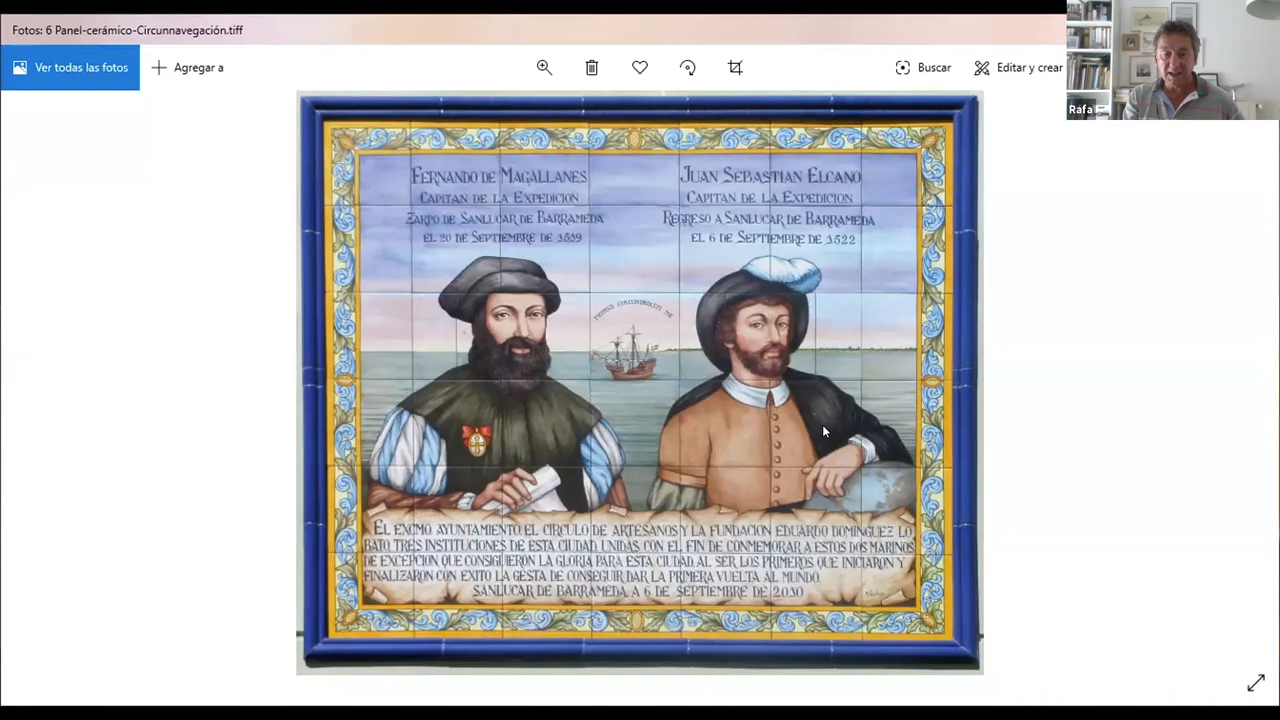 Fotos: 6 Panel-cerámico-Circunnavegación.tiff
Ver todas las fotos
Agregar a
Buscar
Editar y crear
Rafa
FERNANDO DE MAGALLANES
CAPITAN DE LA EXPEDICION
ZARPO DE SANLUCAR DE BARRAMEDA
EL 20 DE SEPTIEMBRE DE 1519
JUAN SEBASTIAN ELCANO
CAPITAN DE LA EXPEDICION
REGRESO A SANLUCAR DE BARRAMEDA
EL 6 DE SEPTIEMBRE DE 1522
PRIMUS CIRCUNDEDISTI ME
EL EXCMO. AYUNTAMIENTO, EL CIRCULO DE ARTESANOS Y LA FUNDACION EDUARDO DOMINGUEZ LO
BATO, TRES INSTITUCIONES DE ESTA CIUDAD, UNIDAS CON EL FIN DE CONMEMORAR A ESTOS DOS MARINOS
DE EXCEPCION, QUE CONSIGUIERON LA GLORIA PARA ESTA CIUDAD, AL SER LOS PRIMEROS QUE INICIARON Y
FINALIZARON CON EXITO LA GESTA DE CONSEGUIR DAR LA PRIMERA VUELTA AL MUNDO.
SANLUCAR DE BARRAMEDA, A 6 DE SEPTIEMBRE DE 2.010